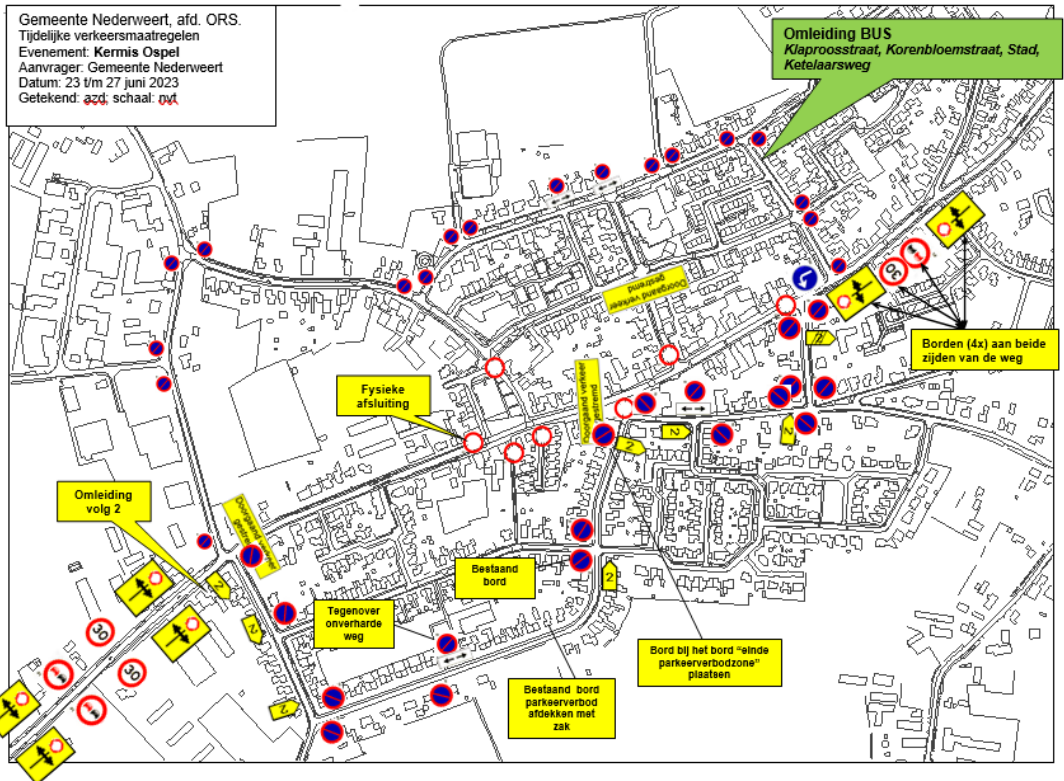 Gemeente Nederweert, afd. ORS.
Tijdelijke verkeersmaatregelen
Evenement: Kermis Ospel
Aanvrager: Gemeente Nederweert
Datum: 23 t/m 27 juni 2023
Getekend: azd; schaal: nvt
Omleiding BUS
Klaproosstraat, Korenbloemstraat, Stad,
Ketelaarsweg
Doorgaand verkeer
gestremd
30
Borden (4x) aan beide
zijden van de weg
2
Fysieke
afsluiting
Doorgaand verkeer
gestremd
2
2
2
Omleiding
volg 2
Doorgaand verkeer
gestremd
Bestaand
bord
2
2
Tegenover
onverharde
weg
2
30
30
Bord bij het bord “einde
parkeerverbodzone”
plaatsen
Bestaand bord
parkeerverbod
afdekken met
zak
2